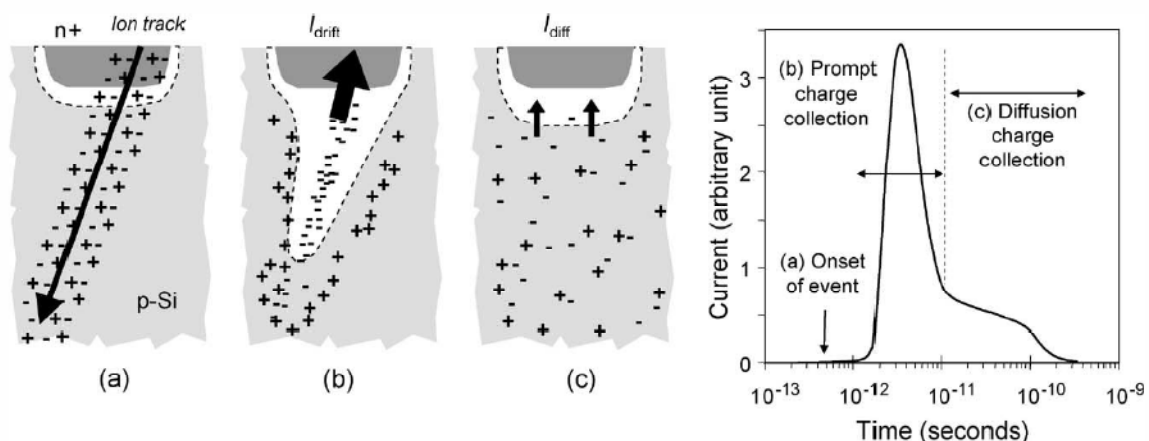 n+
Ion track
p-Si
(a)
I_drift
(b)
I_diff
(c)
Current (arbitrary unit)
3
2
1
0
(b) Prompt
charge
collection
(c) Diffusion
charge
collection
(a) Onset
of event
10^-13
10^-12
10^-11
10^-10
10^-9
Time (seconds)